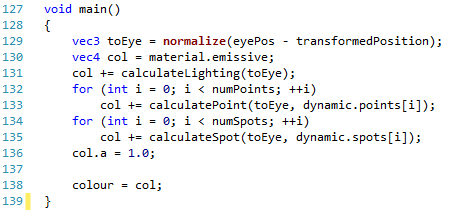 127 void main()
128 {
129 vec3 toEye = normalize(eyePos - transformedPosition);
130 vec4 col = material.emissive;
131 col += calculateLighting(toEye);
132 for (int i = 0; i < numPoints; ++i)
133 col += calculatePoint(toEye, dynamic.points[i]);
134 for (int i = 0; i < numSpots; ++i)
135 col += calculateSpot(toEye, dynamic.spots[i]);
136 col.a = 1.0;
137
138 colour = col;
139 }